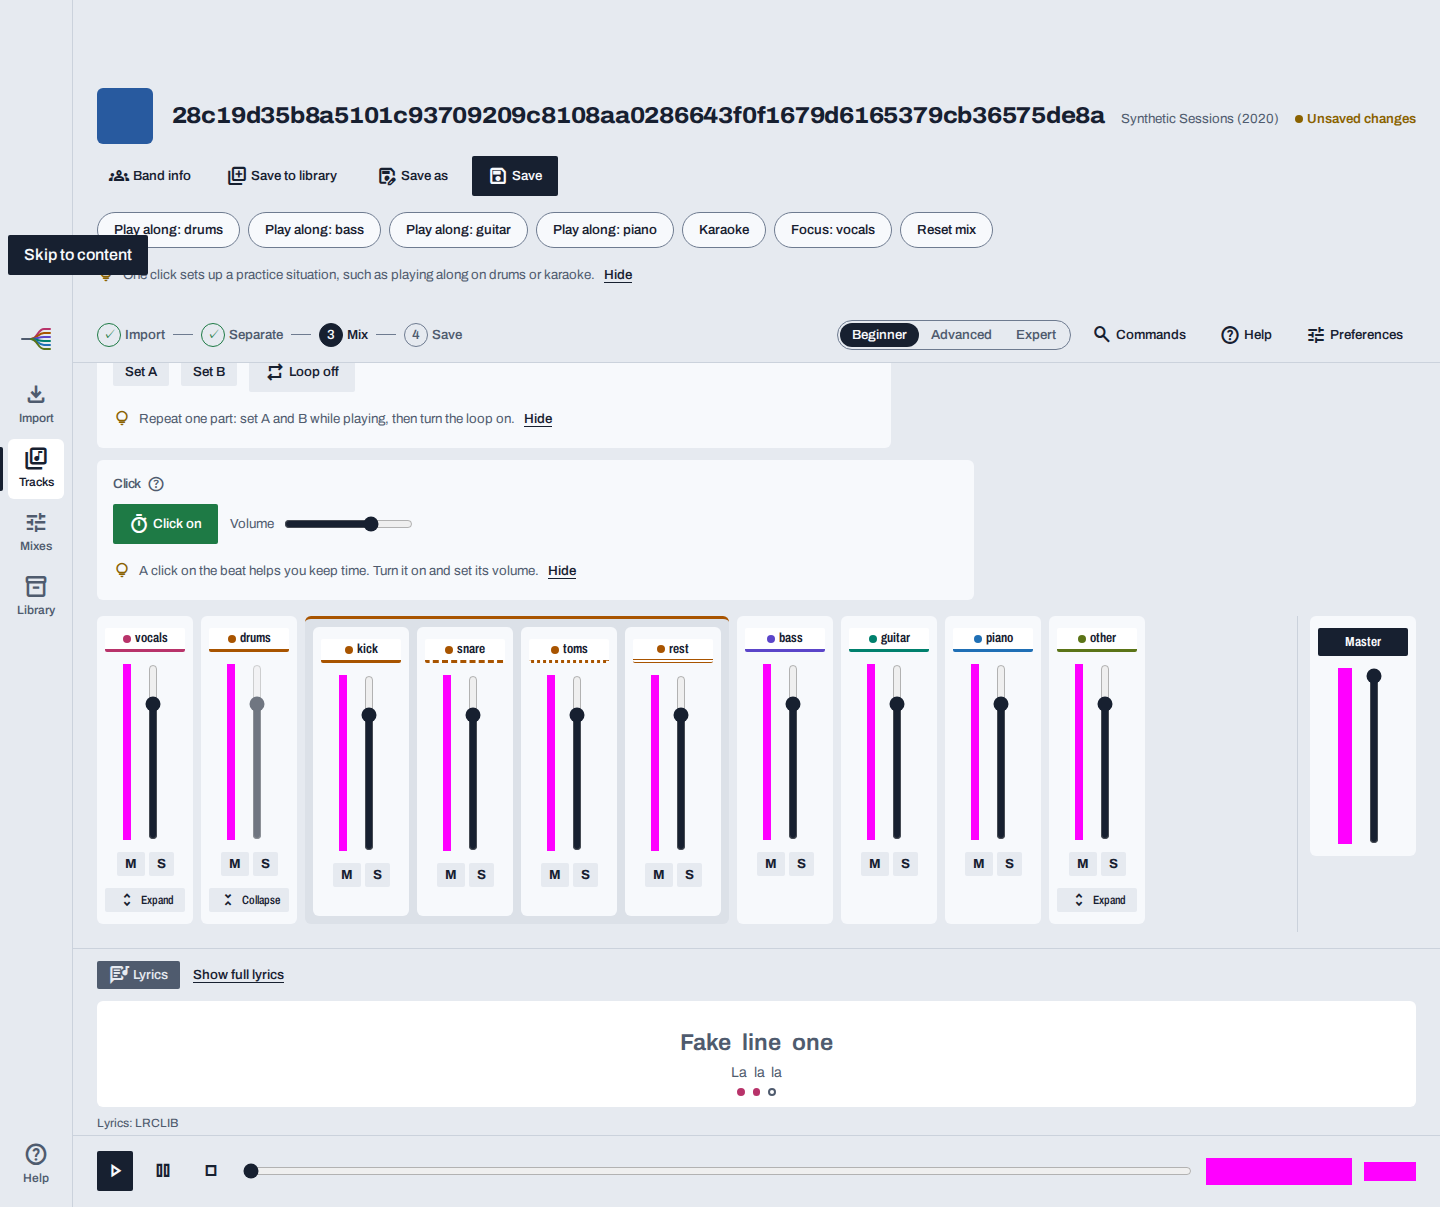 28c19d35b8a5101c93709209c8108aa0286643f0f1679d6165379cb36575de8a Synthetic Sessions (2020) Unsaved changes
Band info Save to library Save as Save
Play along: drums Play along: bass Play along: guitar Play along: piano Karaoke Focus: vocals Reset mix
Skip to content
One click sets up a practice situation, such as playing along on drums or karaoke. Hide
Import Separate 3 Mix 4 Save Beginner Advanced Expert Commands Help Preferences
Set A Set B Loop off
Repeat one part: set A and B while playing, then turn the loop on. Hide
Import
Tracks
Mixes
Library
Help
Click
Click on Volume
A click on the beat helps you keep time. Turn it on and set its volume. Hide
vocals drums kick snare toms rest bass guitar piano other Master
M S M S M S M S M S M S M S M S M S M S
Expand Collapse Expand
Lyrics Show full lyrics
Fake line one
La la la
Lyrics: LRCLIB